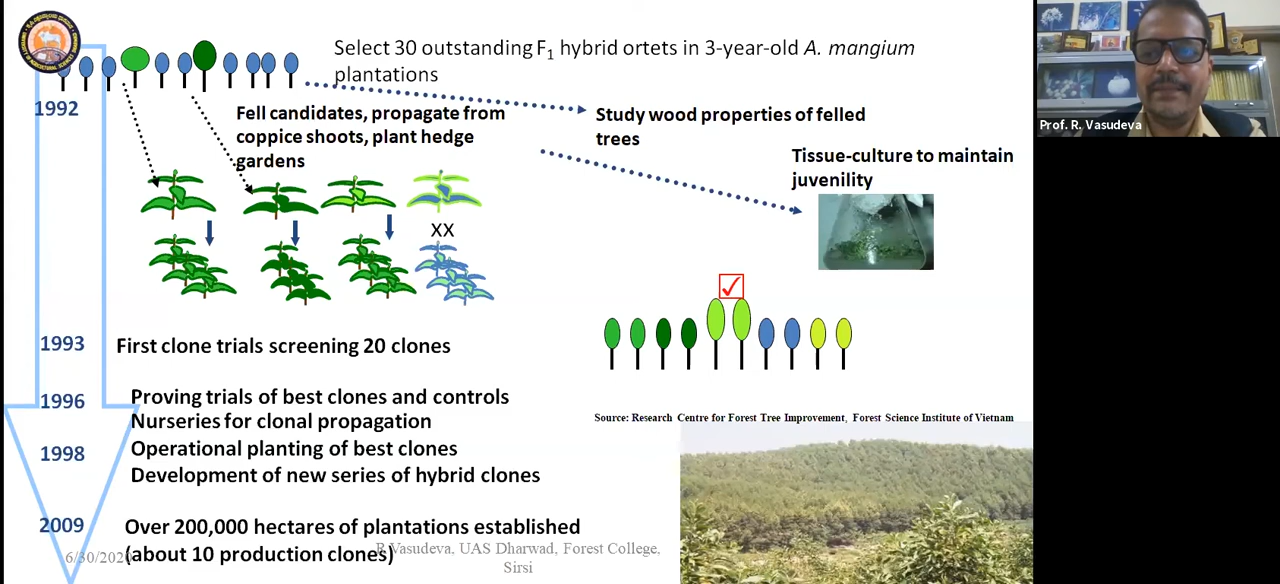 Select 30 outstanding F₁ hybrid ortets in 3-year-old A. mangium
plantations
1992
Fell candidates, propagate from
coppice shoots, plant hedge
gardens
Study wood properties of felled
trees
Tissue-culture to maintain
juvenility
XX
1993
First clone trials screening 20 clones
1996
Proving trials of best clones and controls
Nurseries for clonal propagation
1998
Operational planting of best clones
Development of new series of hybrid clones
Source: Research Centre for Forest Tree Improvement, Forest Science Institute of Vietnam
2009
Over 200,000 hectares of plantations established
(about 10 production clones)
R Vasudeva, UAS Dharwad, Forest College,
Sirsi
Prof. R. Vasudeva